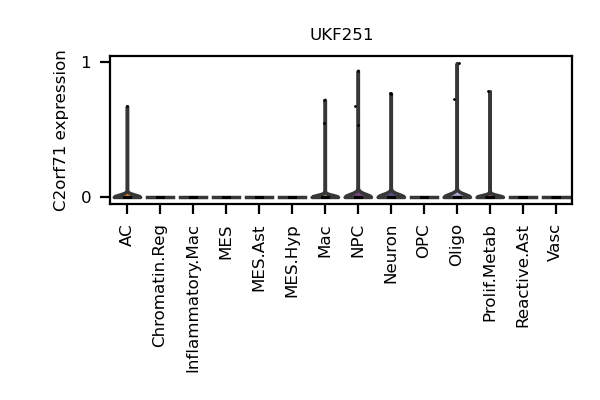 UKF251
C2orf71 expression
1
0
AC
Chromatin.Reg
Inflammatory.Mac
MES
MES.Ast
MES.Hyp
Mac
NPC
Neuron
OPC
Oligo
Prolif.Metab
Reactive.Ast
Vasc